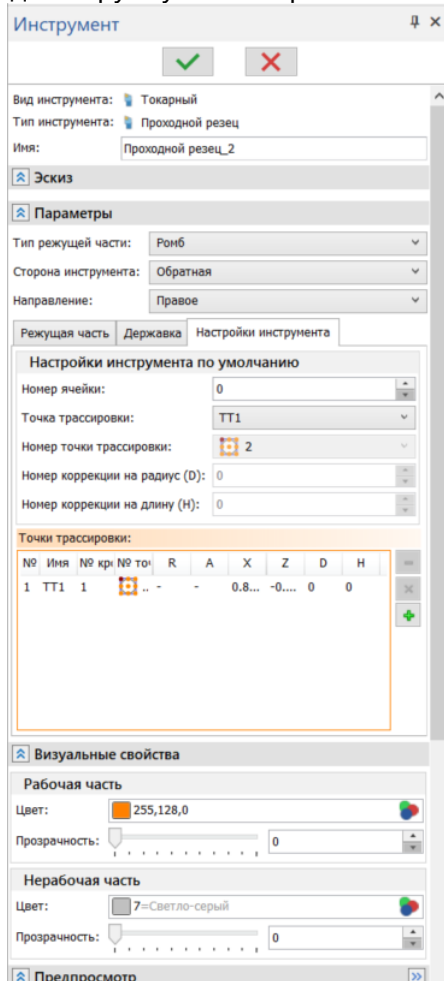 Инструмент
Вид инструмента: Токарный
Тип инструмента: Проходной резец
Имя: Проходной резец_2
Эскиз
Параметры
Тип режущей части: Ромб
Сторона инструмента: Обратная
Направление: Правое
Режущая часть Державка Настройки инструмента
Настройки инструмента по умолчанию
Номер ячейки: 0
Точка трассировки: ТТ1
Номер точки трассировки: 2
Номер коррекции на радиус (D): 0
Номер коррекции на длину (H): 0
Точки трассировки:
№ Имя № кро № точ R A X Z D H
1 ТТ1 1 .. - - 0.8... -0.... 0 0
Визуальные свойства
Рабочая часть
Цвет: 255,128,0
Прозрачность: 0
Нерабочая часть
Цвет: 7=Светло-серый
Прозрачность: 0
Предпросмотр